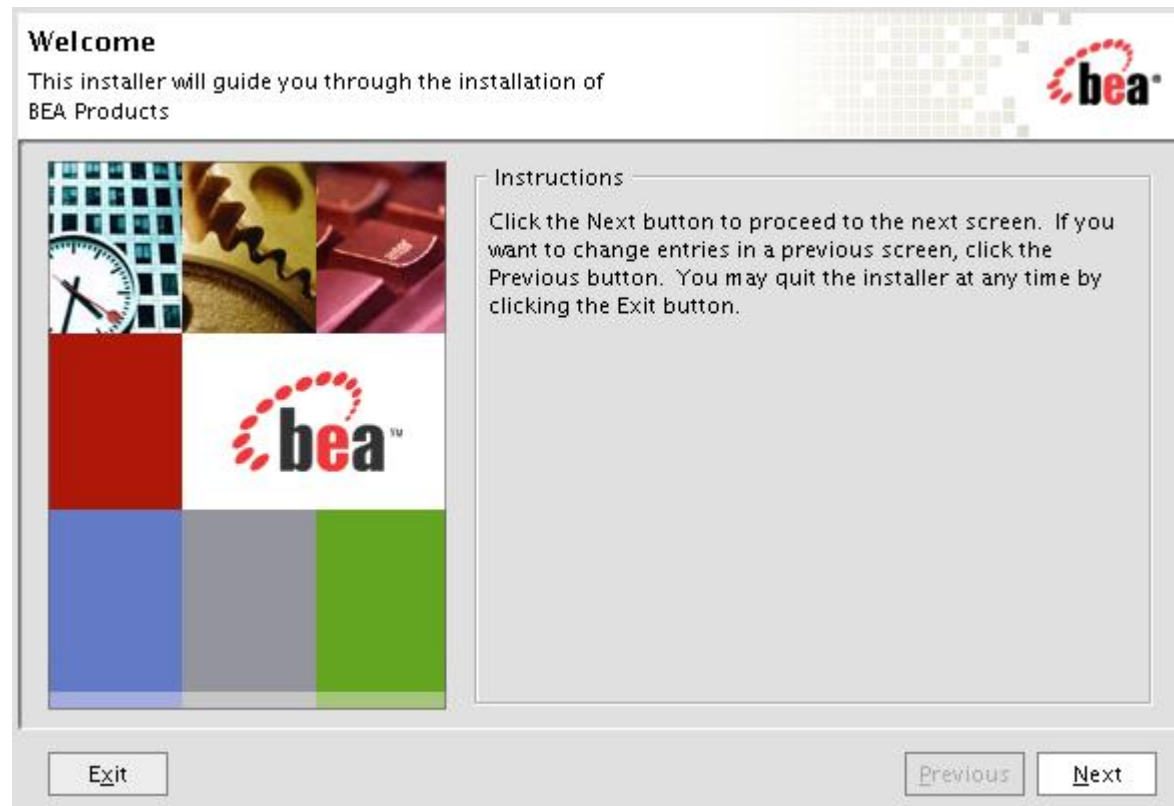 Welcome
This installer will guide you through the installation of
BEA Products
bea
Instructions
Click the Next button to proceed to the next screen. If you
want to change entries in a previous screen, click the
Previous button. You may quit the installer at any time by
clicking the Exit button.
enter
bea™
Exit
Previous
Next